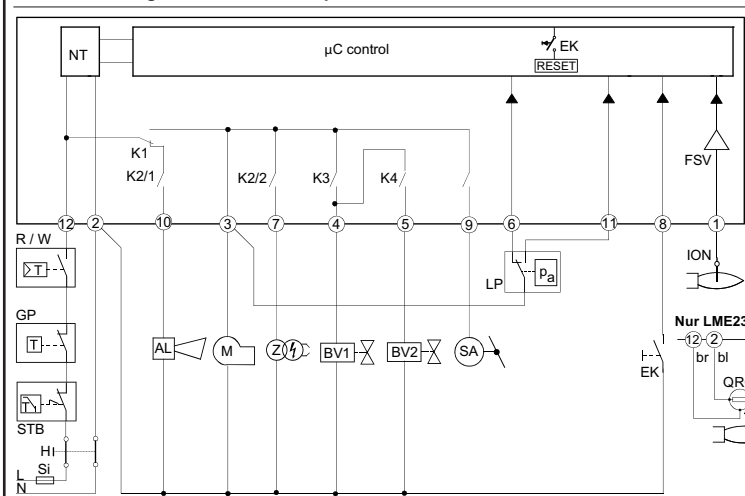 NT
µC control
EK
RESET
FSV
K1
K2/1
K2/2
K3
K4
12
2
10
3
7
4
5
9
6
11
8
1
R / W
T
GP
T
STB
H
Si
L
N
AL
M
Z
BV1
BV2
SA
LP
pa
EK
ION
Nur LME23
12
2
br
bl
QR